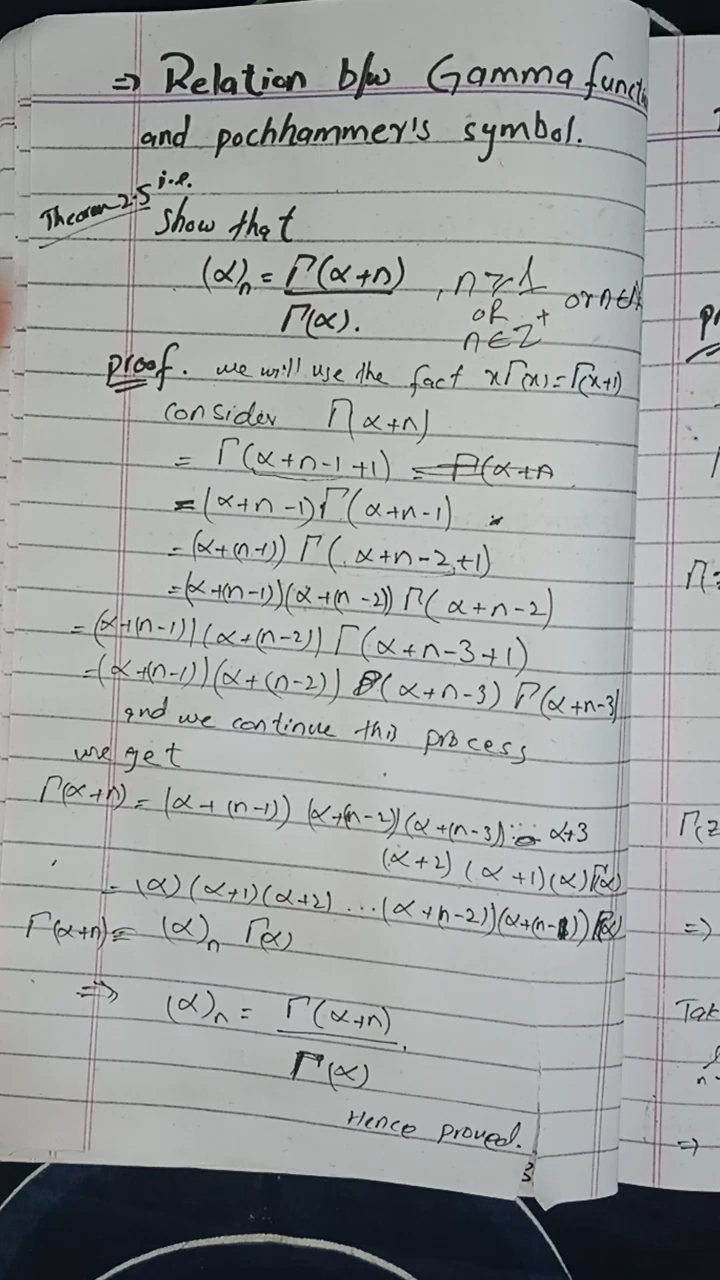 ⇒ Relation b/w Gamma functi
and pochhammer's symbol.
Theorem 2.5 i.e.
Show that
(α)ₙ = Γ(α+n) / Γ(α). , n ≥ 1 or n∈N
OR
n∈Z⁺
proof. we will use the fact xΓ(x)=Γ(x+1)
consider Γ(α+n)
= Γ(α+n-1+1)
= (α+n-1)Γ(α+n-1)
= (α+(n-1)) Γ(α+n-2+1)
= (α+(n-1))(α+(n-2)) Γ(α+n-2)
= (α+(n-1))(α+(n-2)) Γ(α+n-3+1)
= (α+(n-1))(α+(n-2)) (α+n-3) Γ(α+n-3)
and we continue this process
we get
Γ(α+n) = (α+(n-1)) (α+(n-2)) (α+(n-3) ... α+3
(α+2) (α+1)(α)Γ(α)
= (α)(α+1)(α+2) ... (α+(n-2))(α+(n-1)) Γ(α)
Γ(α+n) = (α)ₙ Γ(α)
⇒ (α)ₙ = Γ(α+n) / Γ(α) .
Hence proved.
3
Γ(z
⇒
Tak
n
⇒